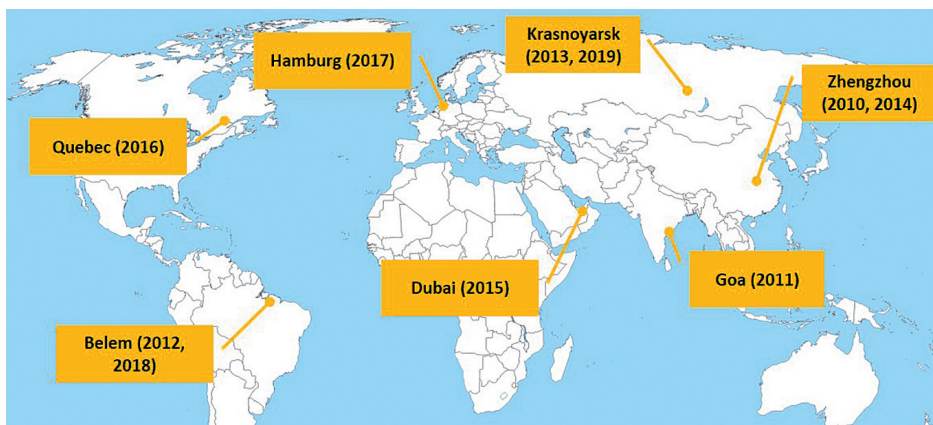 Krasnoyarsk
(2013, 2019)
Hamburg (2017)
Zhengzhou
(2010, 2014)
Quebec (2016)
Goa (2011)
Dubai (2015)
Belem (2012,
2018)